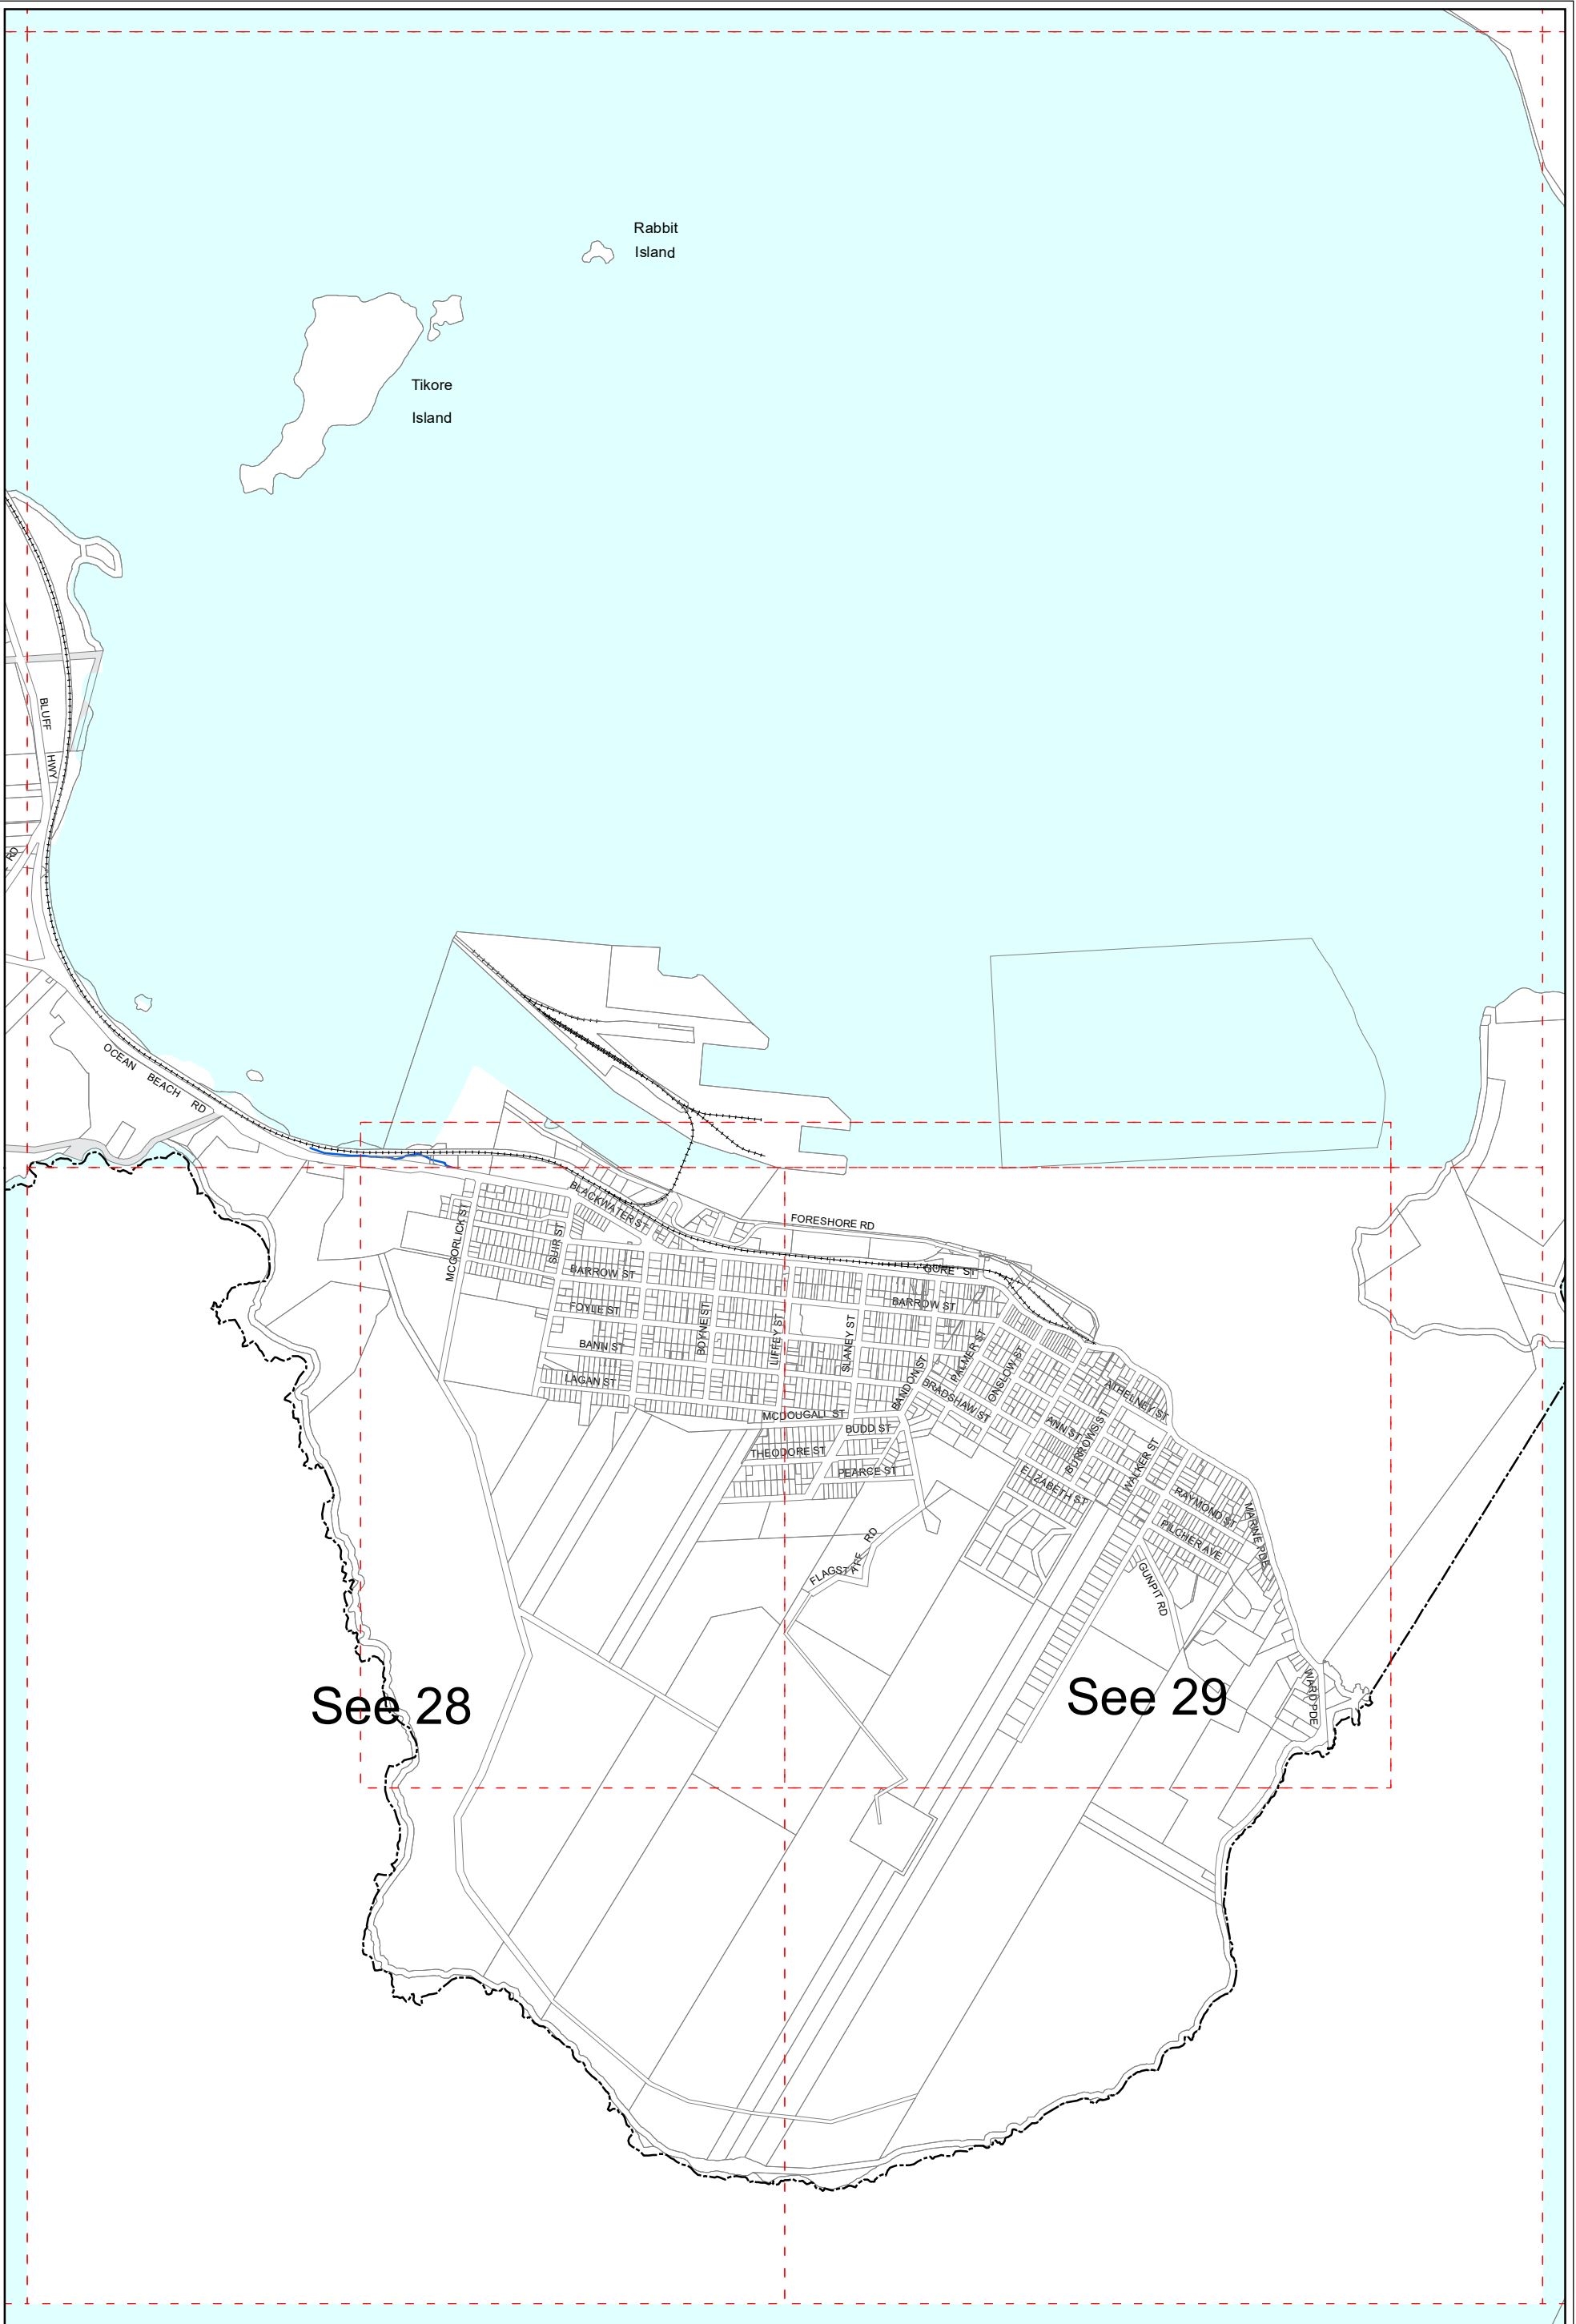 Rabbit
Island
Tikore
Island
BLUFF
HWY
RD
OCEAN BEACH RD
BLACKWATER ST
FORESHORE RD
MCGORLICK ST
SUIR ST
GORE ST
BARROW ST
BARROW ST
FOYLE ST
BOYNE ST
LIFFEY ST
SLANEY ST
BANN ST
PALMER ST
ONSLOW ST
LAGAN ST
BANDON ST
BRADSHAW ST
ATHELNEY ST
MCDOUGALL ST
BUDD ST
ANN ST
BURROWS ST
THEODORE ST
WALKER ST
PEARCE ST
ELIZABETH ST
RAYMOND ST
MARINE PDE
PILCHER AVE
FLAGSTAFF RD
GUNPIT RD
See 28
See 29
WARD PDE